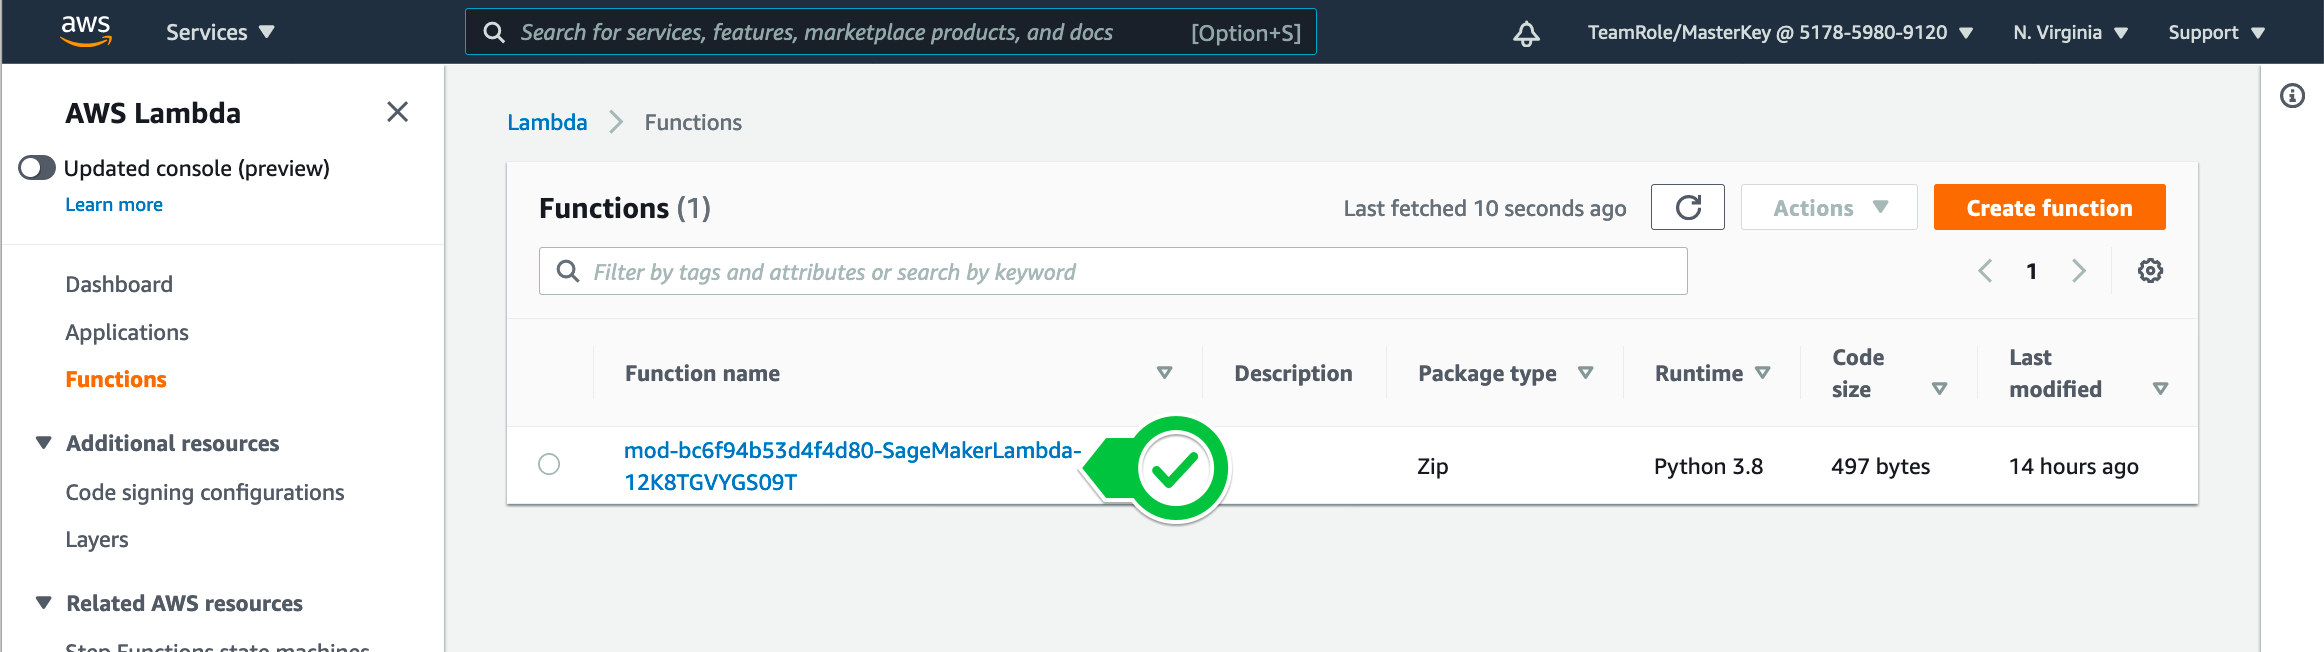 aws
Services
Search for services, features, marketplace products, and docs
[Option+S]
TeamRole/MasterKey @ 5178-5980-9120
N. Virginia
Support
AWS Lambda
Updated console (preview)
Learn more
Dashboard
Applications
Functions
Additional resources
Code signing configurations
Layers
Related AWS resources
Step Functions state machines
Lambda
Functions
Functions (1)
Last fetched 10 seconds ago
Actions
Create function
Filter by tags and attributes or search by keyword
1
Function name
Description
Package type
Runtime
Code
size
Last
modified
mod-bc6f94b53d4f4d80-SageMakerLambda-
12K8TGVYGS09T
Zip
Python 3.8
497 bytes
14 hours ago